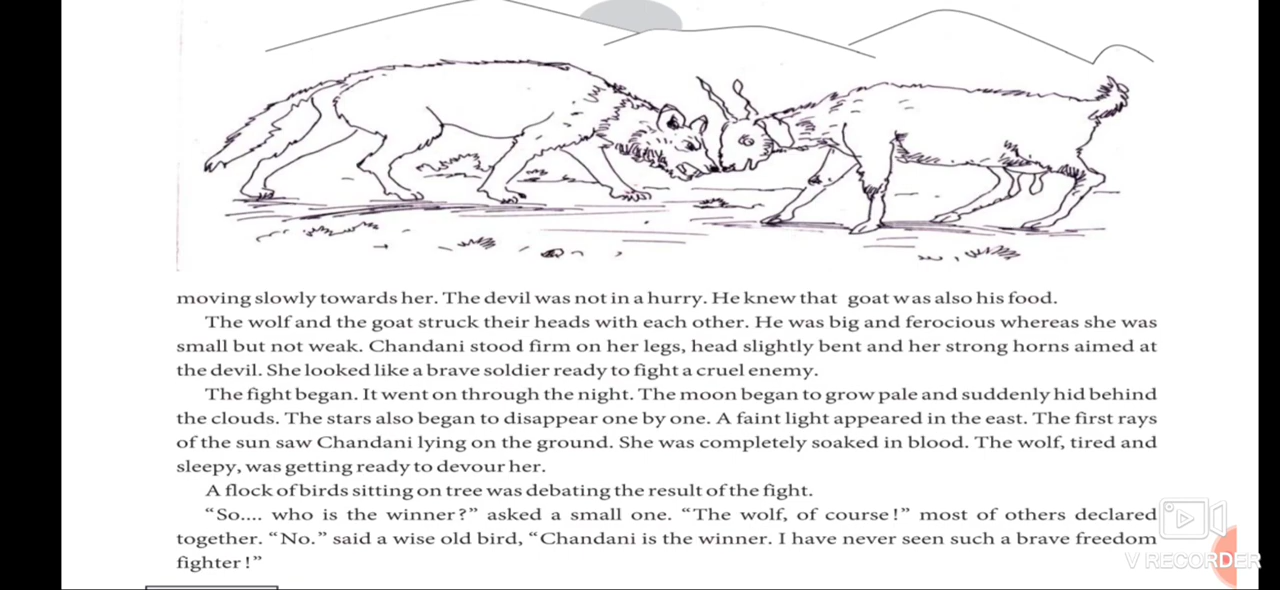 moving slowly towards her. The devil was not in a hurry. He knew that goat was also his food.
The wolf and the goat struck their heads with each other. He was big and ferocious whereas she was
small but not weak. Chandani stood firm on her legs, head slightly bent and her strong horns aimed at
the devil. She looked like a brave soldier ready to fight a cruel enemy.
The fight began. It went on through the night. The moon began to grow pale and suddenly hid behind
the clouds. The stars also began to disappear one by one. A faint light appeared in the east. The first rays
of the sun saw Chandani lying on the ground. She was completely soaked in blood. The wolf, tired and
sleepy, was getting ready to devour her.
A flock of birds sitting on tree was debating the result of the fight.
“So.... who is the winner?” asked a small one. “The wolf, of course!” most of others declared
together. “No.” said a wise old bird, “Chandani is the winner. I have never seen such a brave freedom
fighter!”
V RECORDER